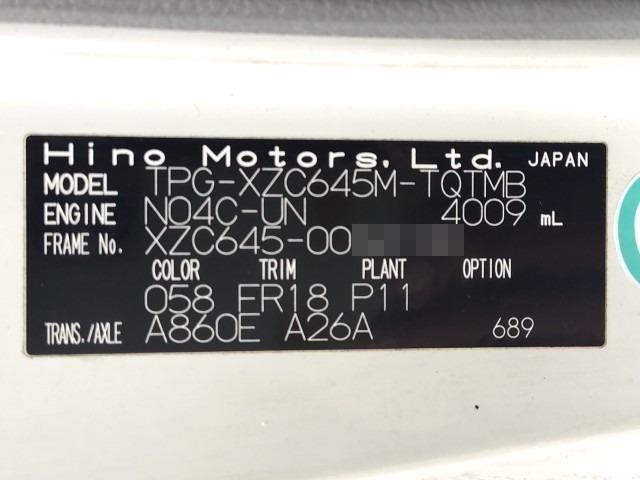 Hino Motors, Ltd. JAPAN
MODEL TPG-XZC645M-TQTMB
ENGINE N04C-UN 4009 mL
FRAME No. XZC645-00
COLOR TRIM PLANT OPTION
058 FR18 P11
TRANS./AXLE A860E A26A 689